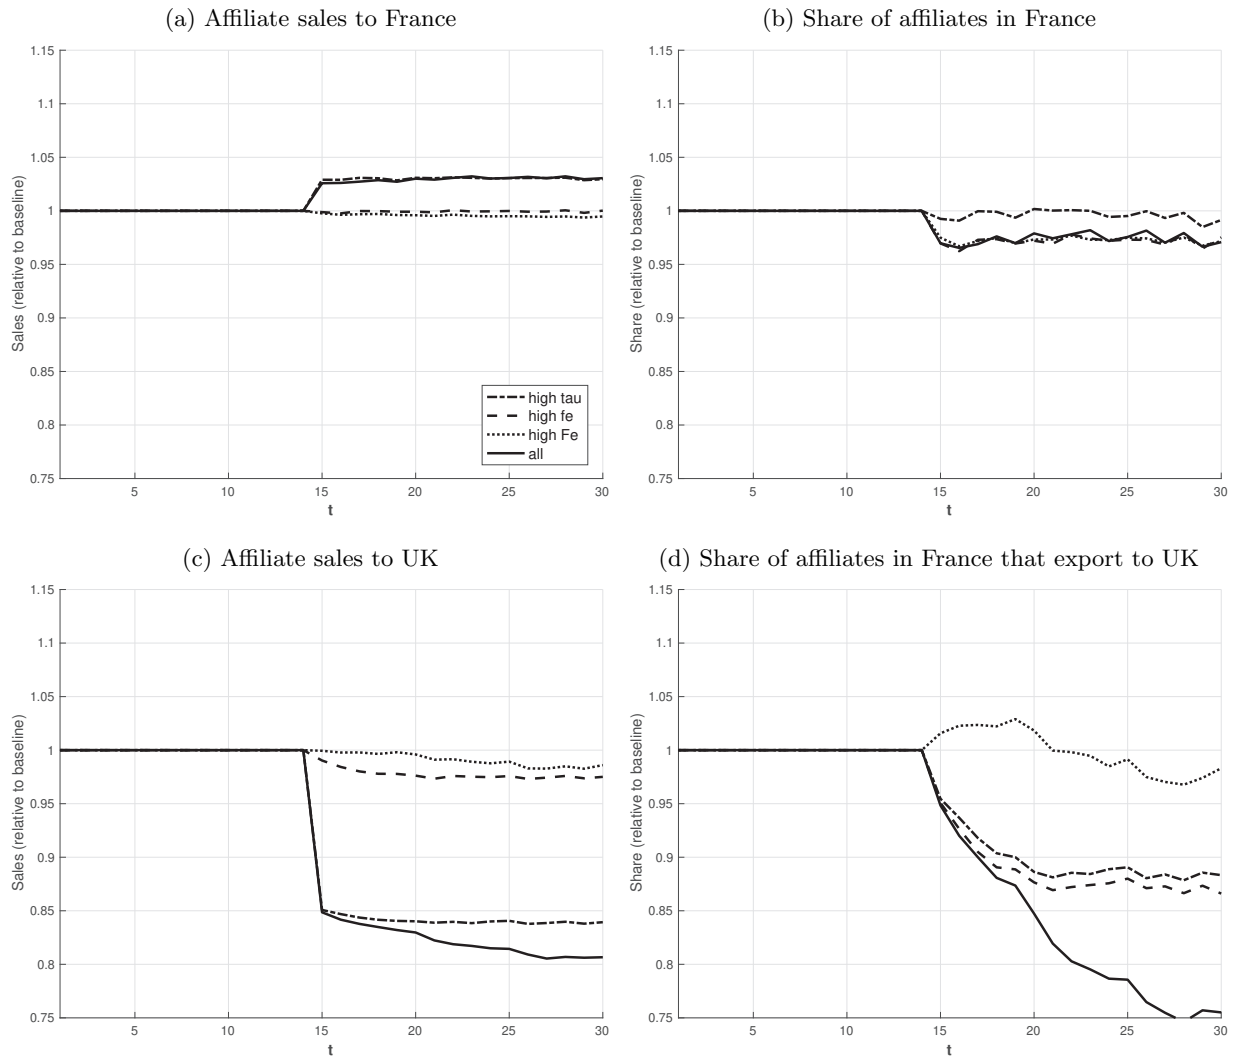 (a) Affiliate sales to France
1.15
1.1
1.05
1
0.95
0.9
0.85
0.8
0.75
Sales (relative to baseline)
5 10 15 20 25 30
t
high tau
high fe
high Fe
all
(b) Share of affiliates in France
1.15
1.1
1.05
1
0.95
0.9
0.85
0.8
0.75
Share (relative to baseline)
5 10 15 20 25 30
t
(c) Affiliate sales to UK
1.15
1.1
1.05
1
0.95
0.9
0.85
0.8
0.75
Sales (relative to baseline)
5 10 15 20 25 30
t
(d) Share of affiliates in France that export to UK
1.15
1.1
1.05
1
0.95
0.9
0.85
0.8
0.75
Share (relative to baseline)
5 10 15 20 25 30
t